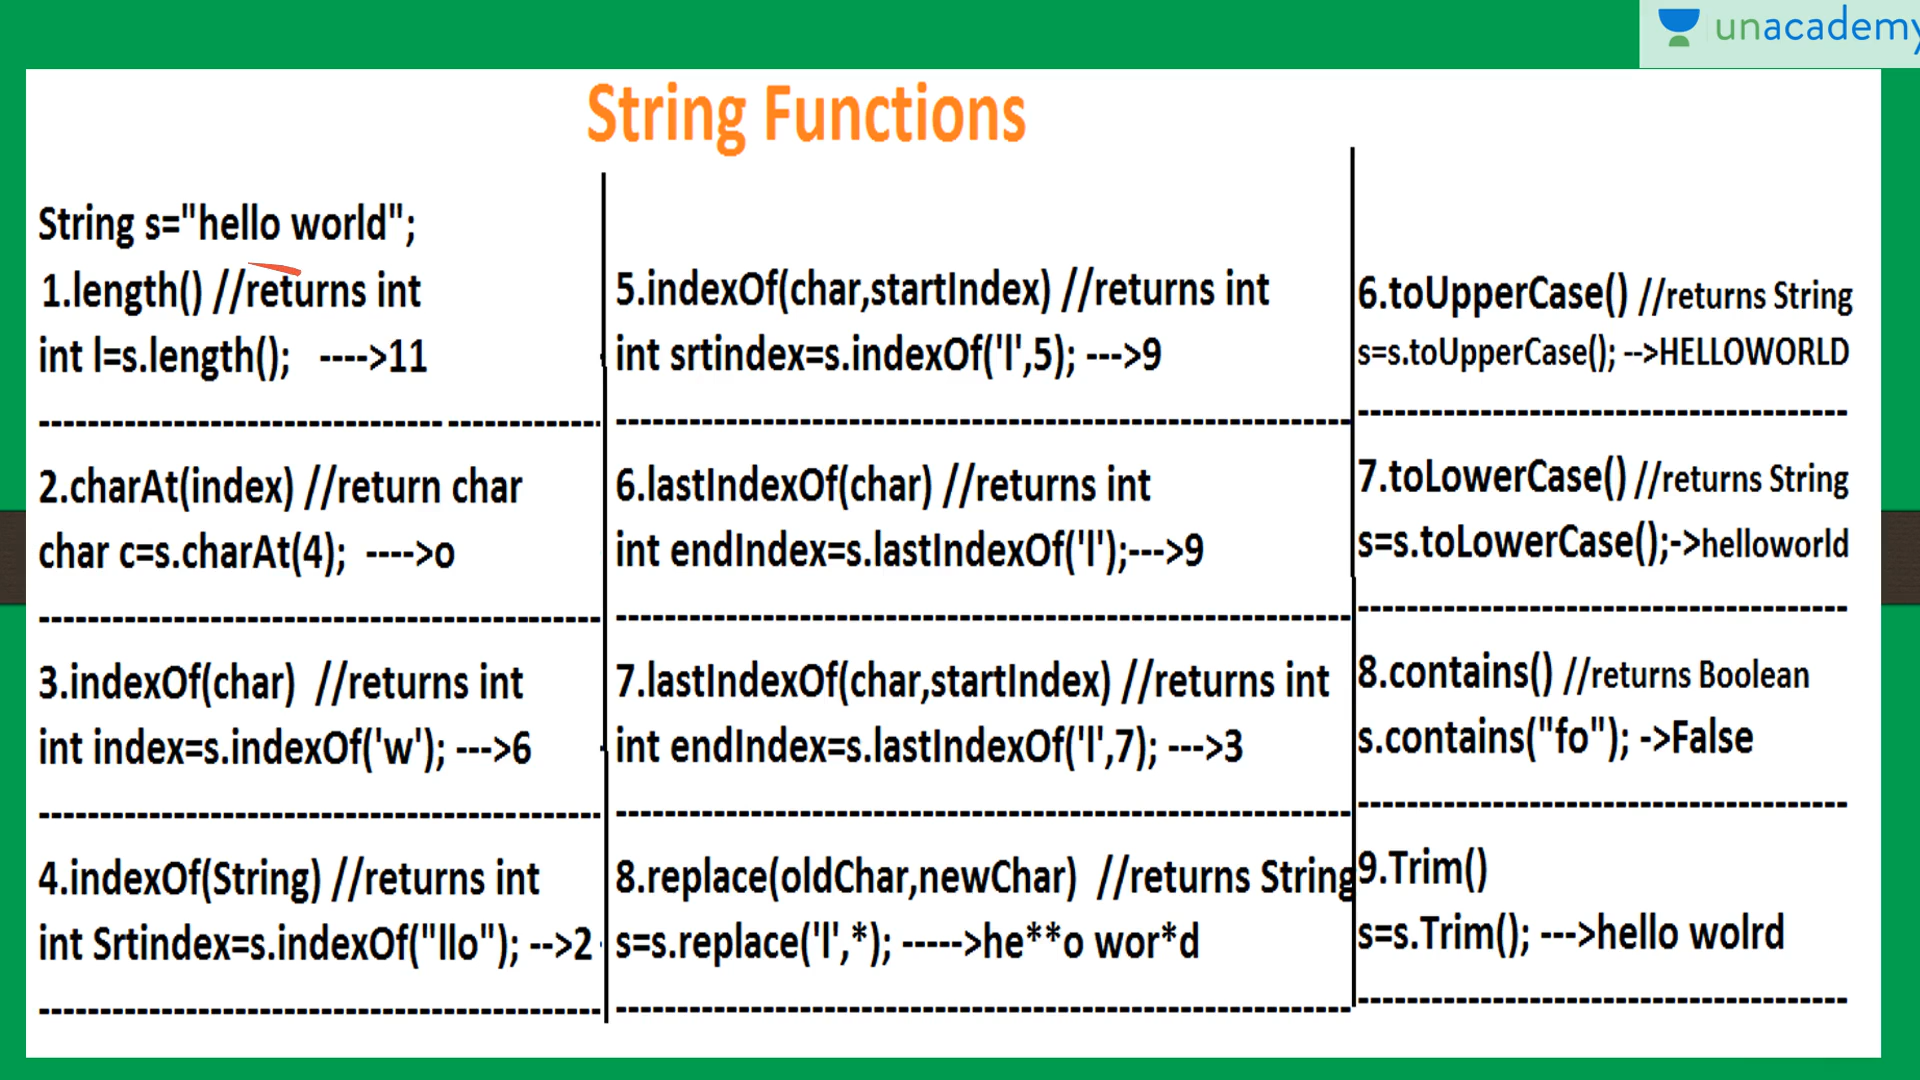 unacademy
String Functions
String s="hello world";
1.length() //returns int
int l=s.length(); ---->11
2.charAt(index) //return char
char c=s.charAt(4); ---->o
3.indexOf(char) //returns int
int index=s.indexOf('w'); --->6
4.indexOf(String) //returns int
int Srtindex=s.indexOf("llo"); -->2
5.indexOf(char,startIndex) //returns int
int srtindex=s.indexOf('l',5); --->9
6.lastIndexOf(char) //returns int
int endIndex=s.lastIndexOf('l');--->9
7.lastIndexOf(char,startIndex) //returns int
int endIndex=s.lastIndexOf('l',7); --->3
8.replace(oldChar,newChar) //returns String
s=s.replace('l',*); ----->he**o wor*d
6.toUpperCase() //returns String
s=s.toUpperCase(); -->HELLOWORLD
7.toLowerCase() //returns String
s=s.toLowerCase();->helloworld
8.contains() //returns Boolean
s.contains("fo"); ->False
9.Trim()
s=s.Trim(); --->hello wolrd